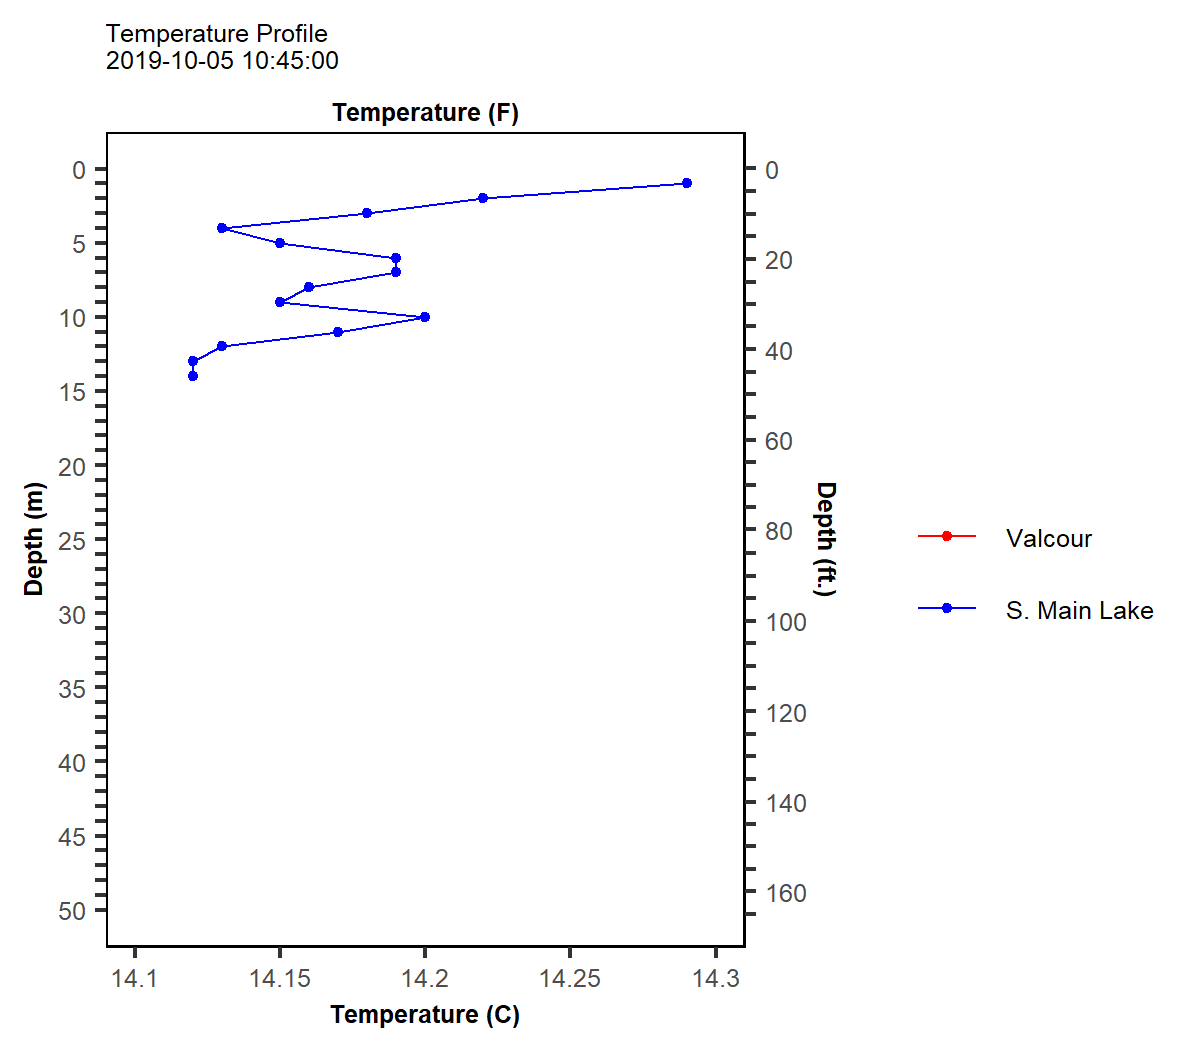 Temperature Profile
2019-10-05 10:45:00
Temperature (F)
0
5
10
15
20
25
30
35
40
45
50
Depth (m)
0
20
40
60
80
100
120
140
160
Depth (ft.)
Valcour
S. Main Lake
14.1 14.15 14.2 14.25 14.3
Temperature (C)